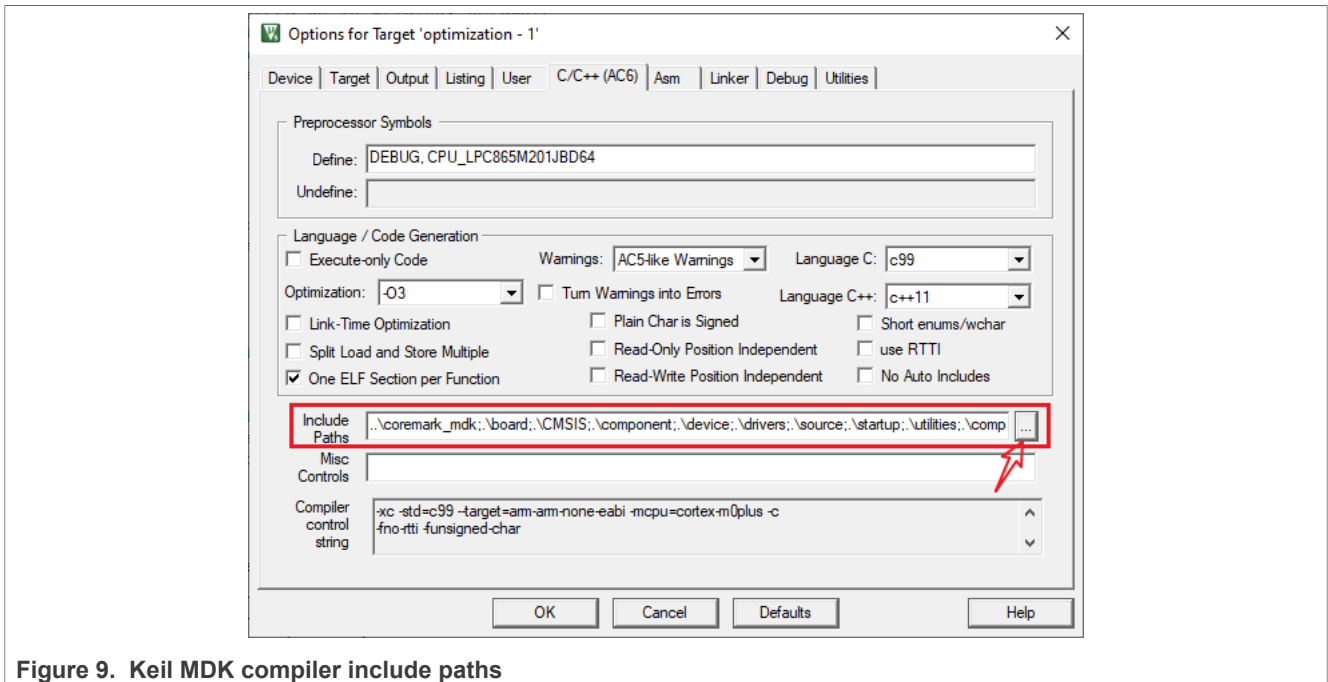 Options for Target 'optimization - 1'
Device Target Output Listing User C/C++ (AC6) Asm Linker Debug Utilities
Preprocessor Symbols
Define: DEBUG, CPU_LPC865M201JBD64
Undefine:
Language / Code Generation
Execute-only Code Warnings: AC5-like Warnings Language C: c99
Optimization: -O3 Turn Warnings into Errors Language C++: c++11
Link-Time Optimization Plain Char is Signed Short enums/wchar
Split Load and Store Multiple Read-Only Position Independent use RTTI
One ELF Section per Function Read-Write Position Independent No Auto Includes
Include
Paths
..\coremark_mdk;.\board;.\CMSIS;.\component;.\device;.\drivers;.\source;.\startup;.\utilities;.\comp ...
Misc
Controls
Compiler
control
string
-xc -std=c99 --target=arm-arm-none-eabi -mcpu=cortex-m0plus -c
-fno-rtti -funsigned-char
OK Cancel Defaults Help
Figure 9. Keil MDK compiler include paths